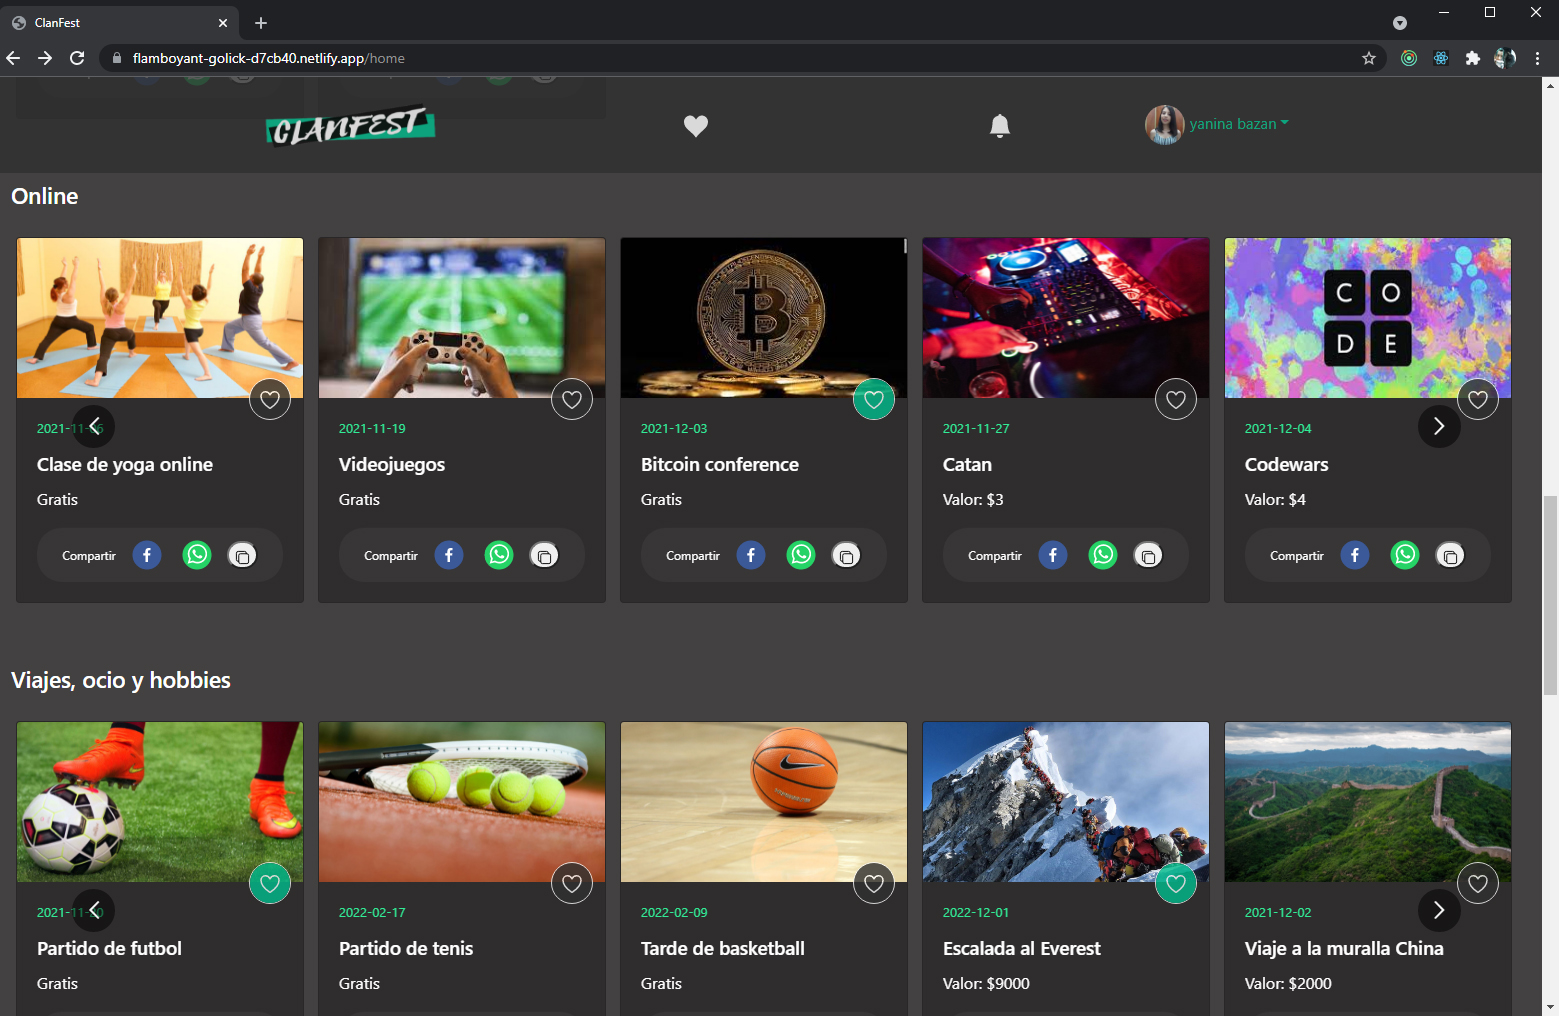 ClanFest
flamboyant-golick-d7cb40.netlify.app/home
CLANFEST
yanina bazan
Online
C O
D E
2021-11-26
2021-11-19
2021-12-03
2021-11-27
2021-12-04
Clase de yoga online
Videojuegos
Bitcoin conference
Catan
Codewars
Gratis
Gratis
Gratis
Valor: $3
Valor: $4
Compartir
Compartir
Compartir
Compartir
Compartir
Viajes, ocio y hobbies
2021-11-20
2022-02-17
2022-02-09
2022-12-01
2021-12-02
Partido de futbol
Partido de tenis
Tarde de basketball
Escalada al Everest
Viaje a la muralla China
Gratis
Gratis
Gratis
Valor: $9000
Valor: $2000